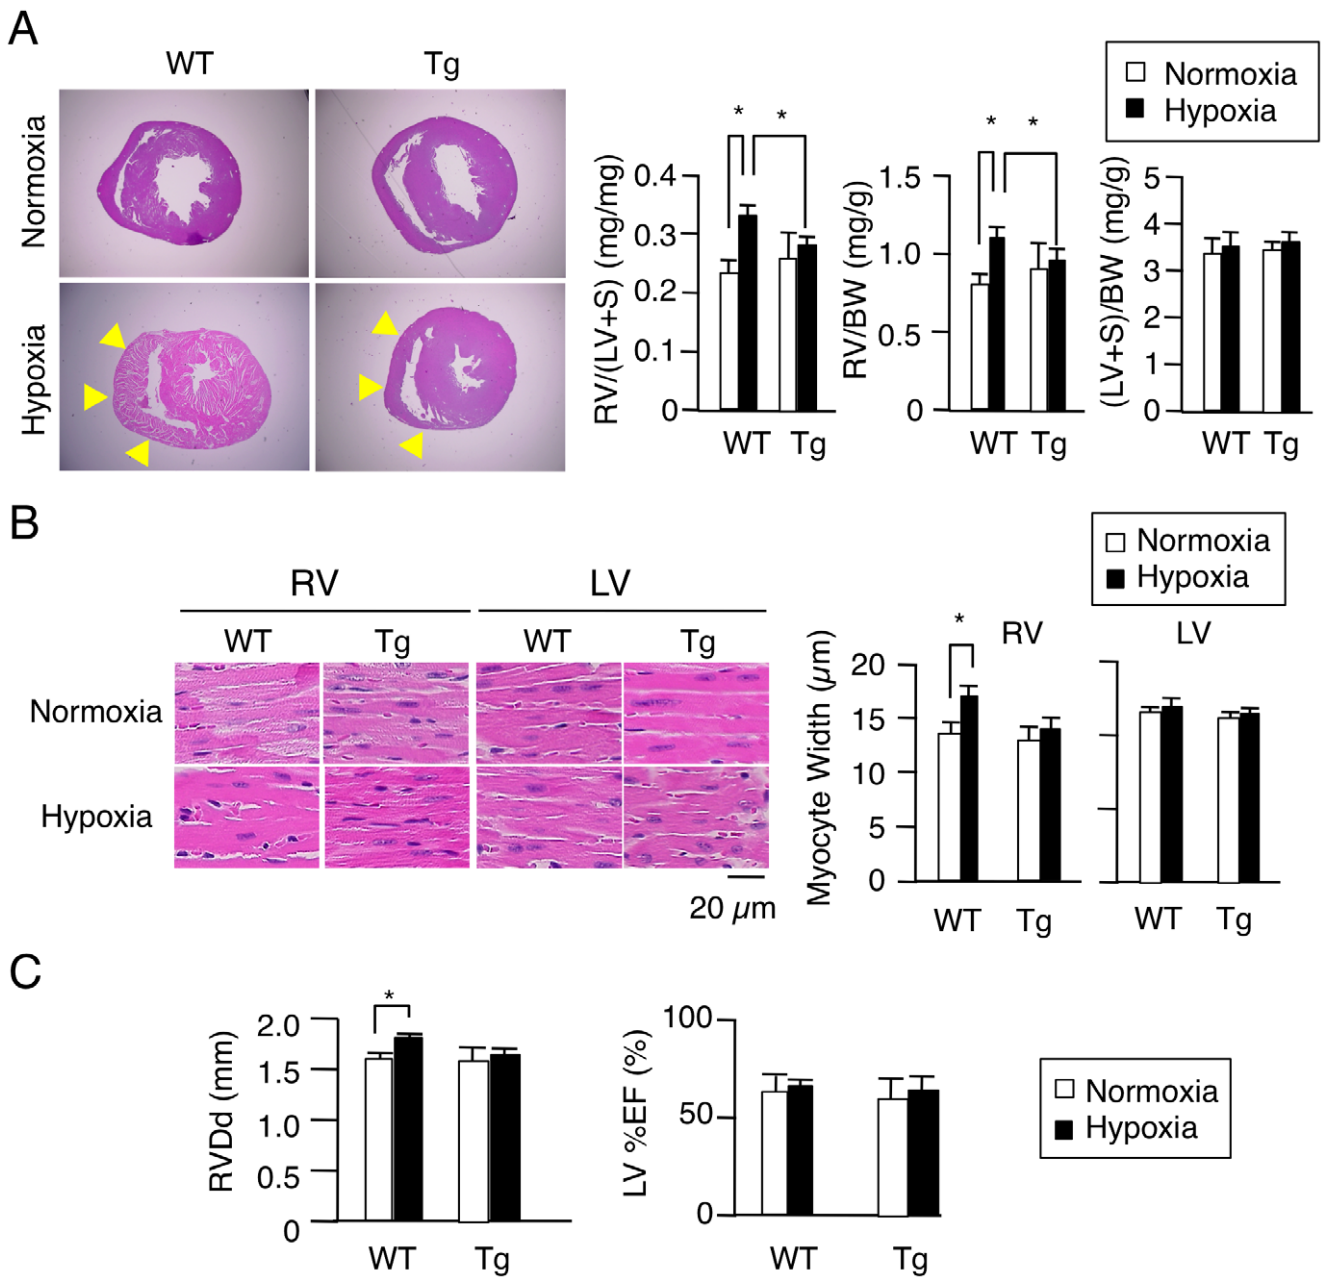 A
WT Tg
Normoxia
Hypoxia
Normoxia
Hypoxia
RV/(LV+S) (mg/mg)
0.4
0.3
0.2
0.1
0
* *
WT Tg
RV/BW (mg/g)
1.5
1.0
0.5
0
* *
WT Tg
(LV+S)/BW (mg/g)
5
4
3
2
1
0
WT Tg
B
RV LV
WT Tg WT Tg
Normoxia
Hypoxia
20 µm
Normoxia
Hypoxia
Myocyte Width (µm)
20
15
10
5
0
*
RV
WT Tg
LV
WT Tg
C
RVDd (mm)
2.0
1.5
1.0
0.5
0
*
WT Tg
LV %EF (%)
100
50
0
WT Tg
Normoxia
Hypoxia